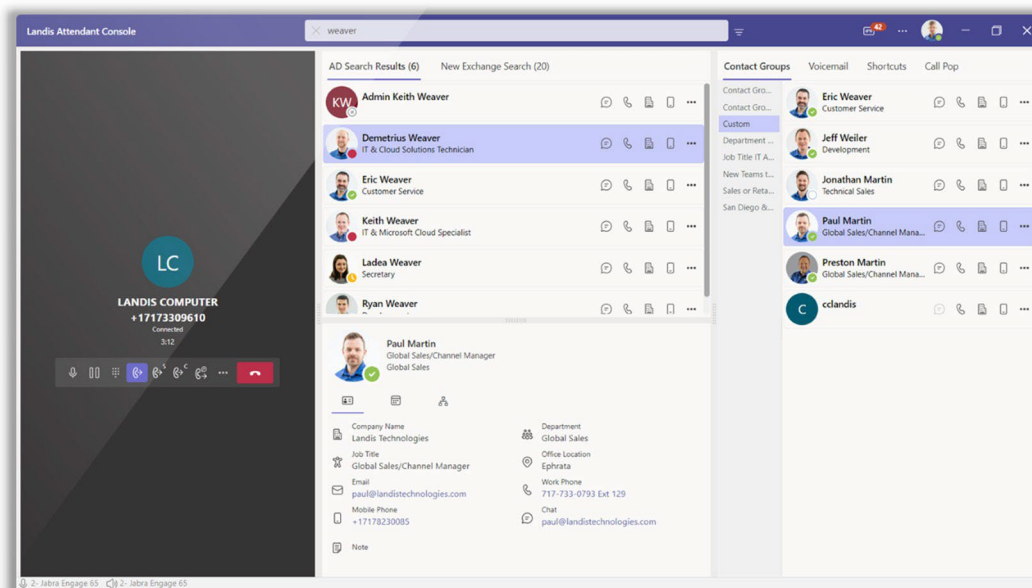 Landis Attendant Console
weaver
42
AD Search Results (6)
New Exchange Search (20)
KW
Admin Keith Weaver
Demetrius Weaver
IT & Cloud Solutions Technician
Eric Weaver
Customer Service
Keith Weaver
IT & Microsoft Cloud Specialist
Ladea Weaver
Secretary
Ryan Weaver
LC
LANDIS COMPUTER
+17173309610
Connected
3:12
S
C
Paul Martin
Global Sales/Channel Manager
Global Sales
Company Name
Landis Technologies
Department
Global Sales
Job Title
Global Sales/Channel Manager
Office Location
Ephrata
Email
paul@landistechnologies.com
Work Phone
717-733-0793 Ext 129
Mobile Phone
+17178230085
Chat
paul@landistechnologies.com
Note
Contact Groups
Voicemail
Shortcuts
Call Pop
Contact Gro...
Contact Gro...
Custom
Department ...
Job Title IT A...
New Teams t...
Sales or Reta...
San Diego &...
Eric Weaver
Customer Service
Jeff Weiler
Development
Jonathan Martin
Technical Sales
Paul Martin
Global Sales/Channel Mana...
Preston Martin
Global Sales/Channel Mana...
C
cclandis
2- Jabra Engage 65
2- Jabra Engage 65